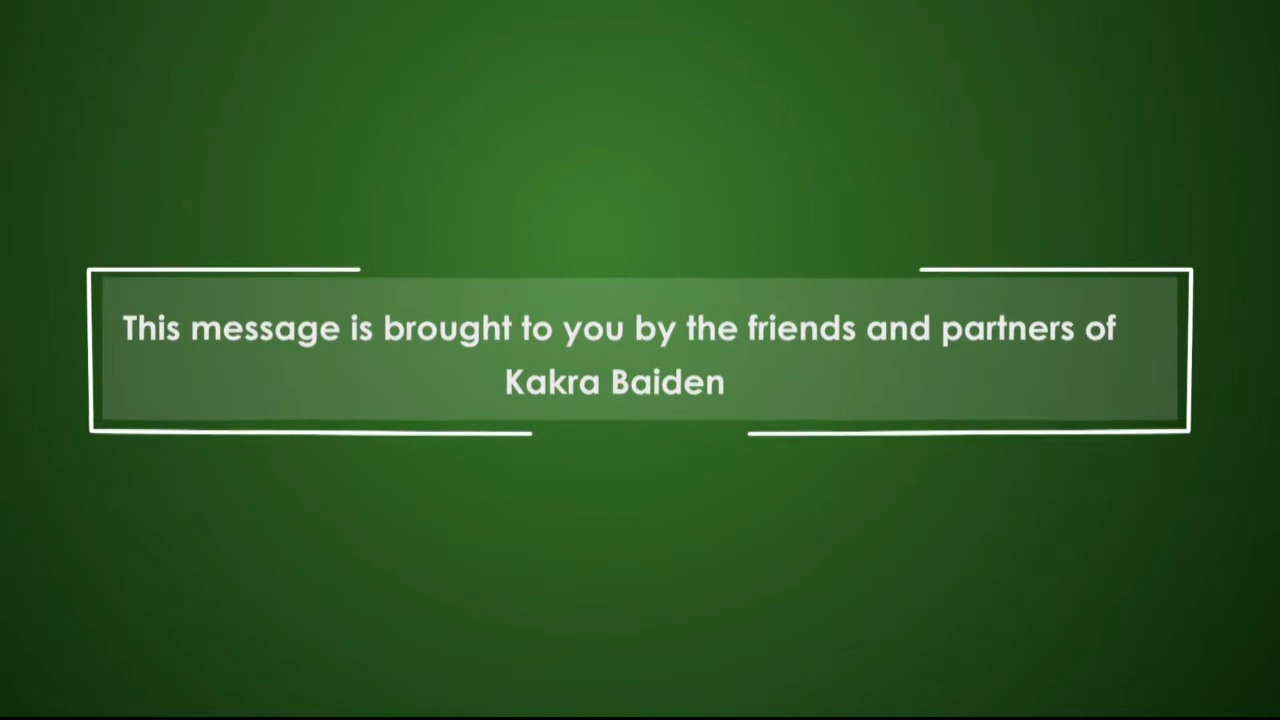 This message is brought to you by the friends and partners of
Kakra Baiden